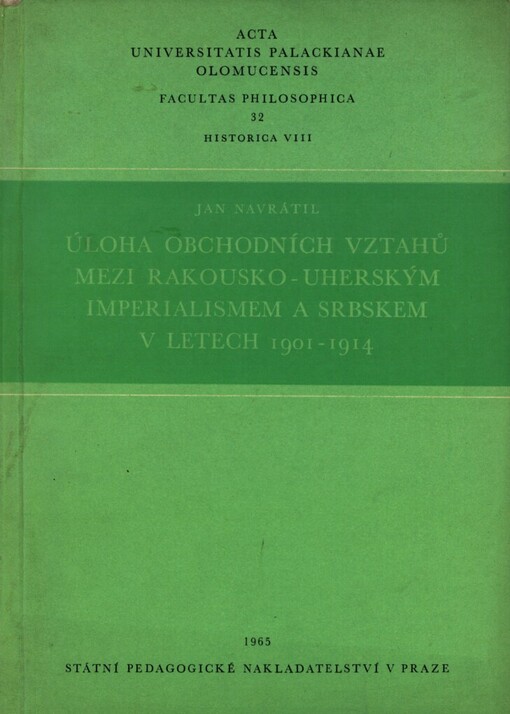 ACTA
UNIVERSITATIS PALACKIANAE
OLOMUCENSIS
FACULTAS PHILOSOPHICA
32
HISTORICA VIII
JAN NAVRÁTIL
ÚLOHA OBCHODNÍCH VZTAHŮ
MEZI RAKOUSKO-UHERSKÝM
IMPERIALISMEM A SRBSKEM
V LETECH 1901-1914
1965
STÁTNÍ PEDAGOGICKÉ NAKLADATELSTVÍ V PRAZE